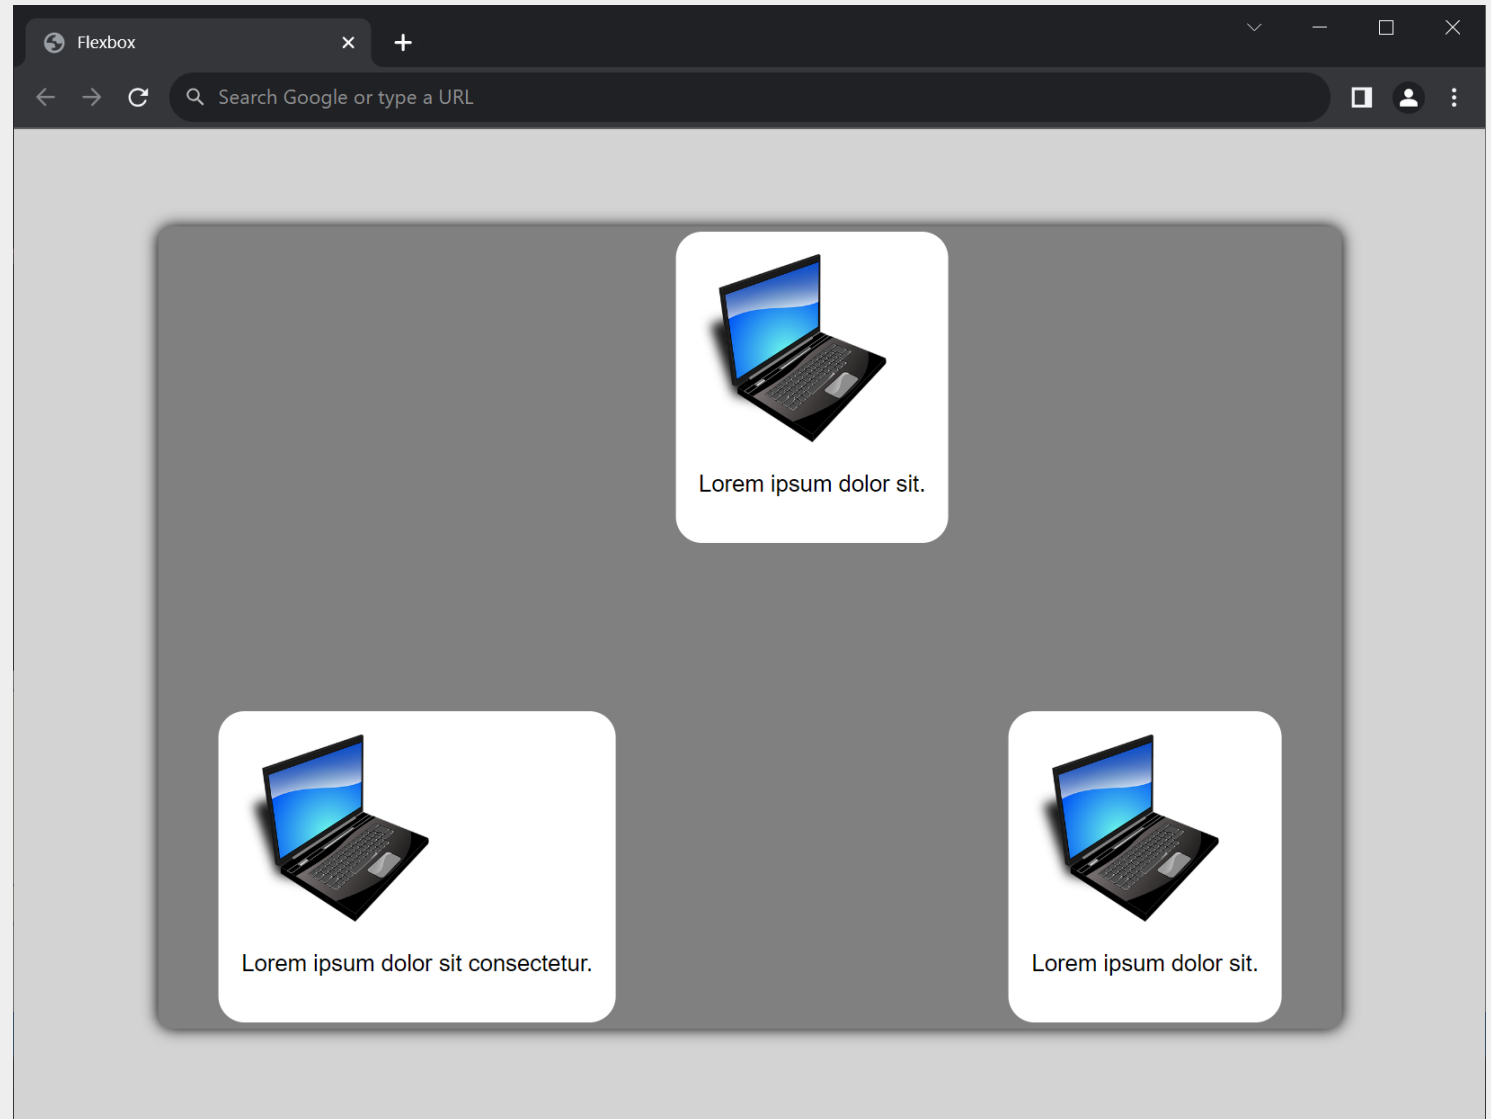 Flexbox
Search Google or type a URL
Lorem ipsum dolor sit.
Lorem ipsum dolor sit consectetur.
Lorem ipsum dolor sit.